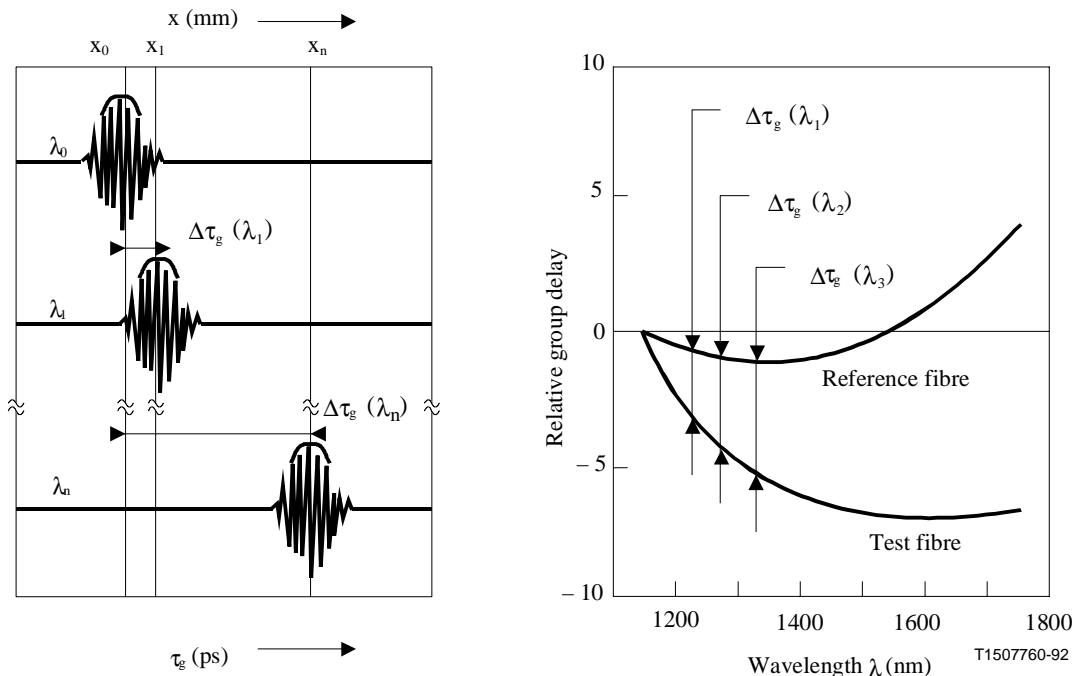 x (mm)
x0 x1 xn
λ0
Δτg (λ1)
λ1
Δτg (λn)
λn
τg (ps)
10
5
0
– 5
– 10
Relative group delay
Δτg (λ1)
Δτg (λ2)
Δτg (λ3)
Reference fibre
Test fibre
1200 1400 1600 1800
Wavelength λ (nm)
T1507760-92